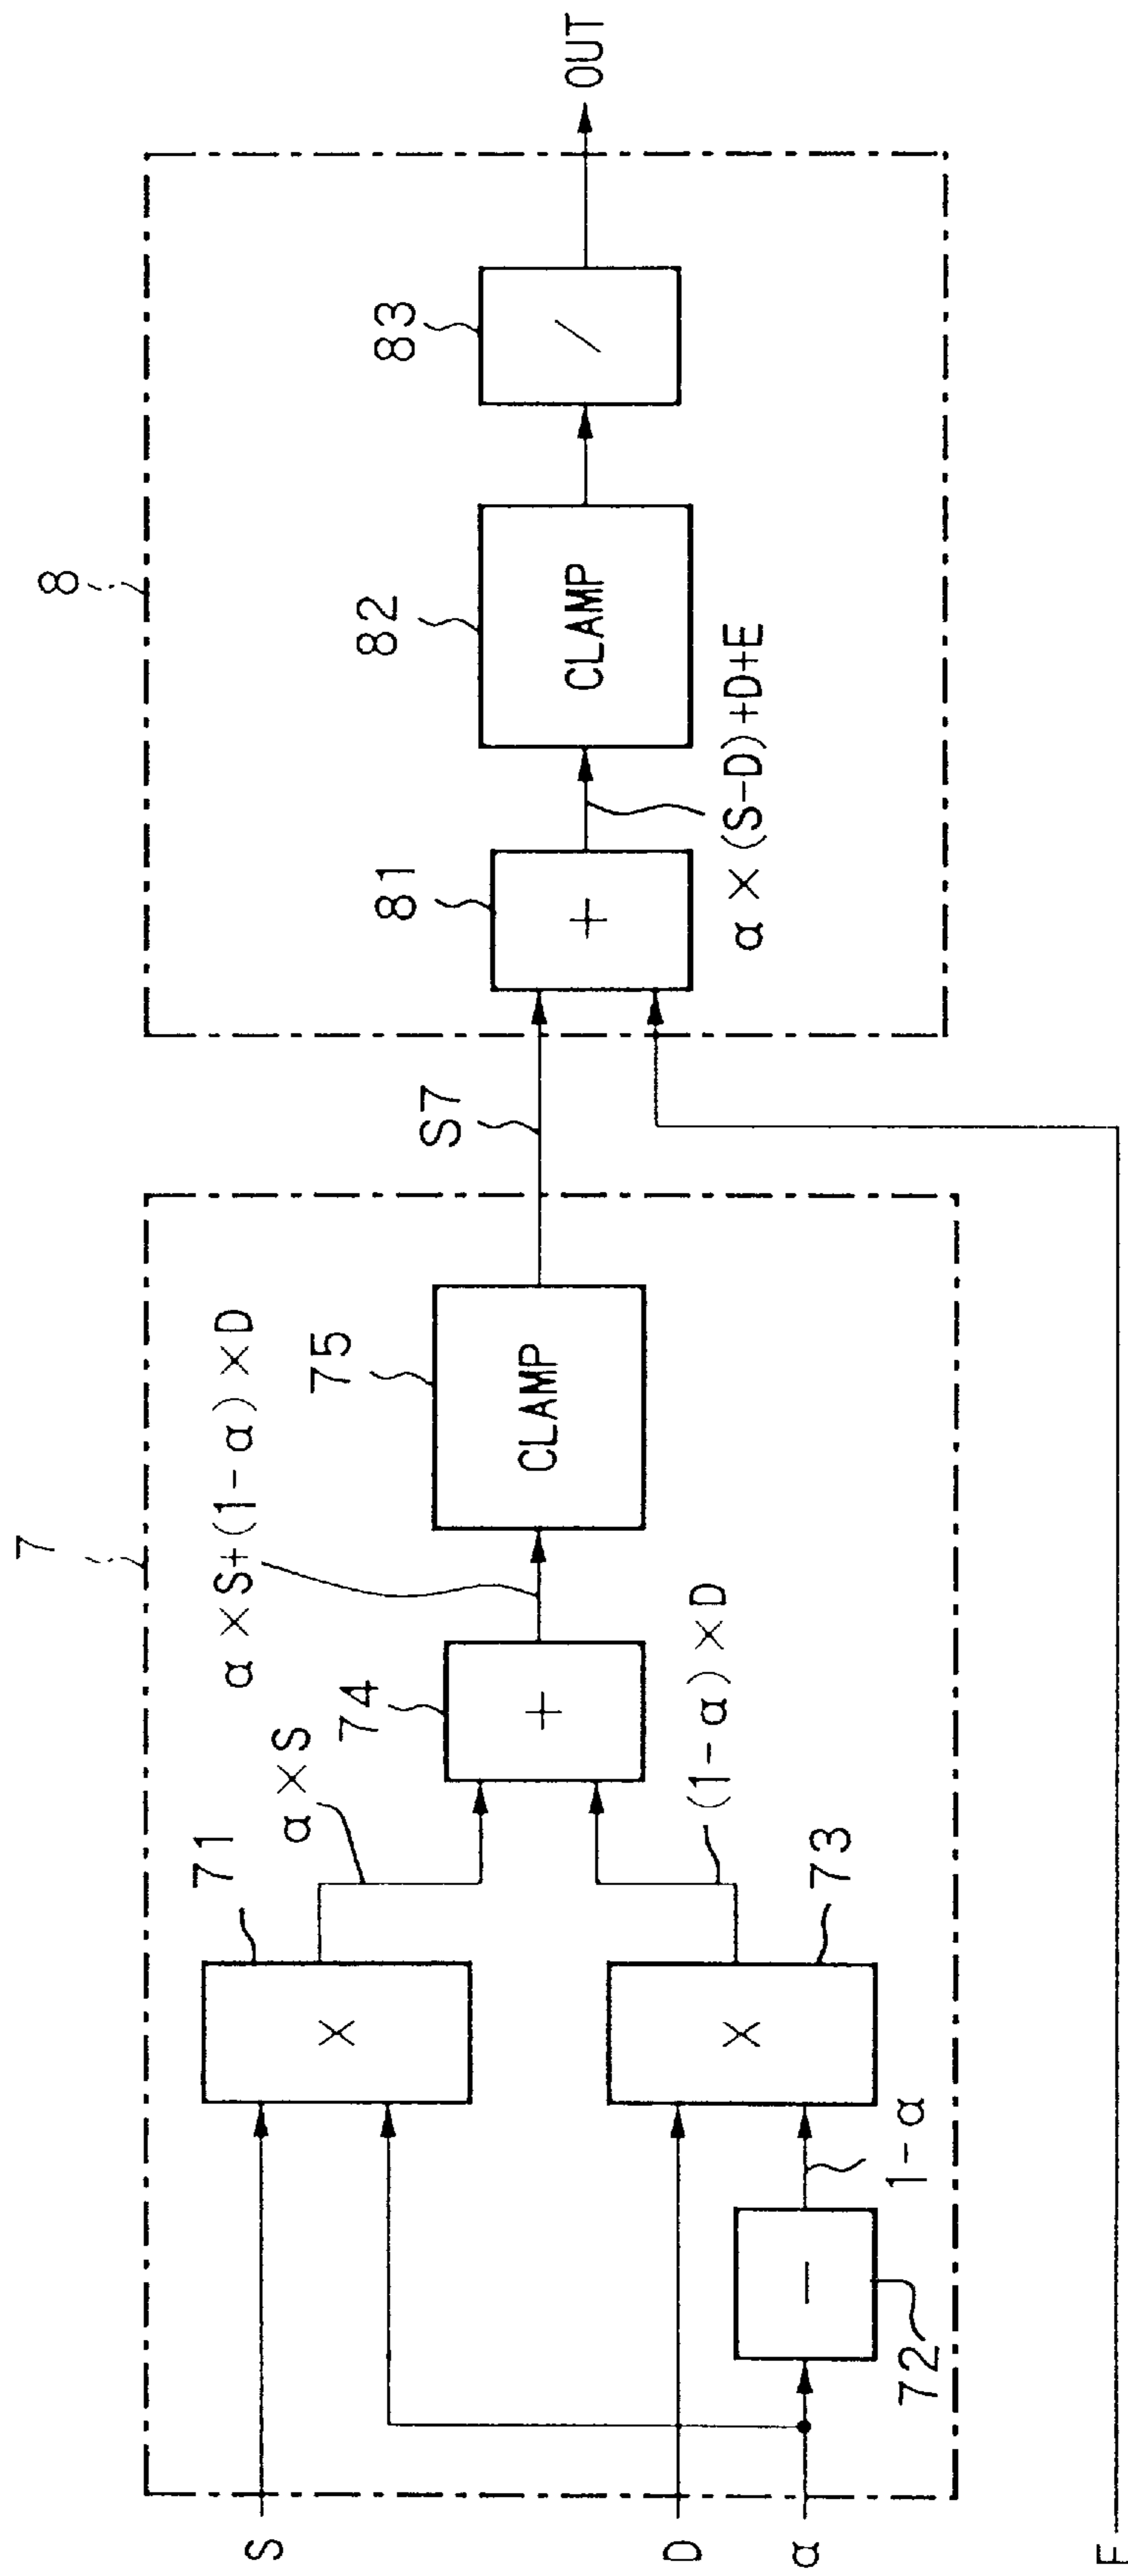 7
8
S
D
α
E
71
×
α×S
72
−
1-α
73
×
(1-α)×D
74
+
α×S+(1-α)×D
75
CLAMP
S7
81
+
α×(S-D)+D+E
82
CLAMP
83
/
OUT